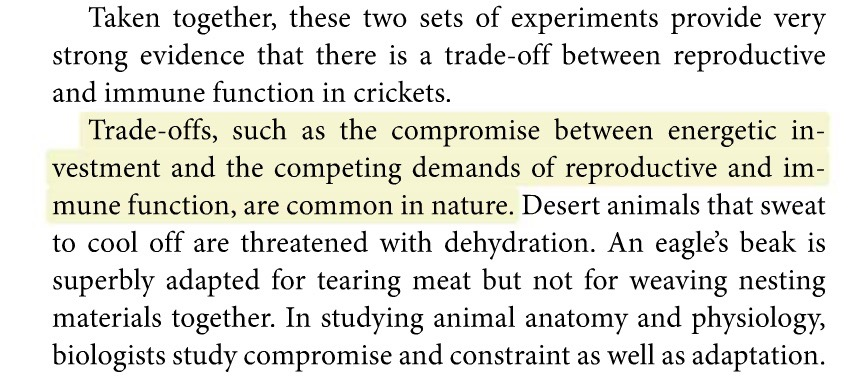 Taken together, these two sets of experiments provide very
strong evidence that there is a trade-off between reproductive
and immune function in crickets.
Trade-offs, such as the compromise between energetic in-
vestment and the competing demands of reproductive and im-
mune function, are common in nature. Desert animals that sweat
to cool off are threatened with dehydration. An eagle’s beak is
superbly adapted for tearing meat but not for weaving nesting
materials together. In studying animal anatomy and physiology,
biologists study compromise and constraint as well as adaptation.